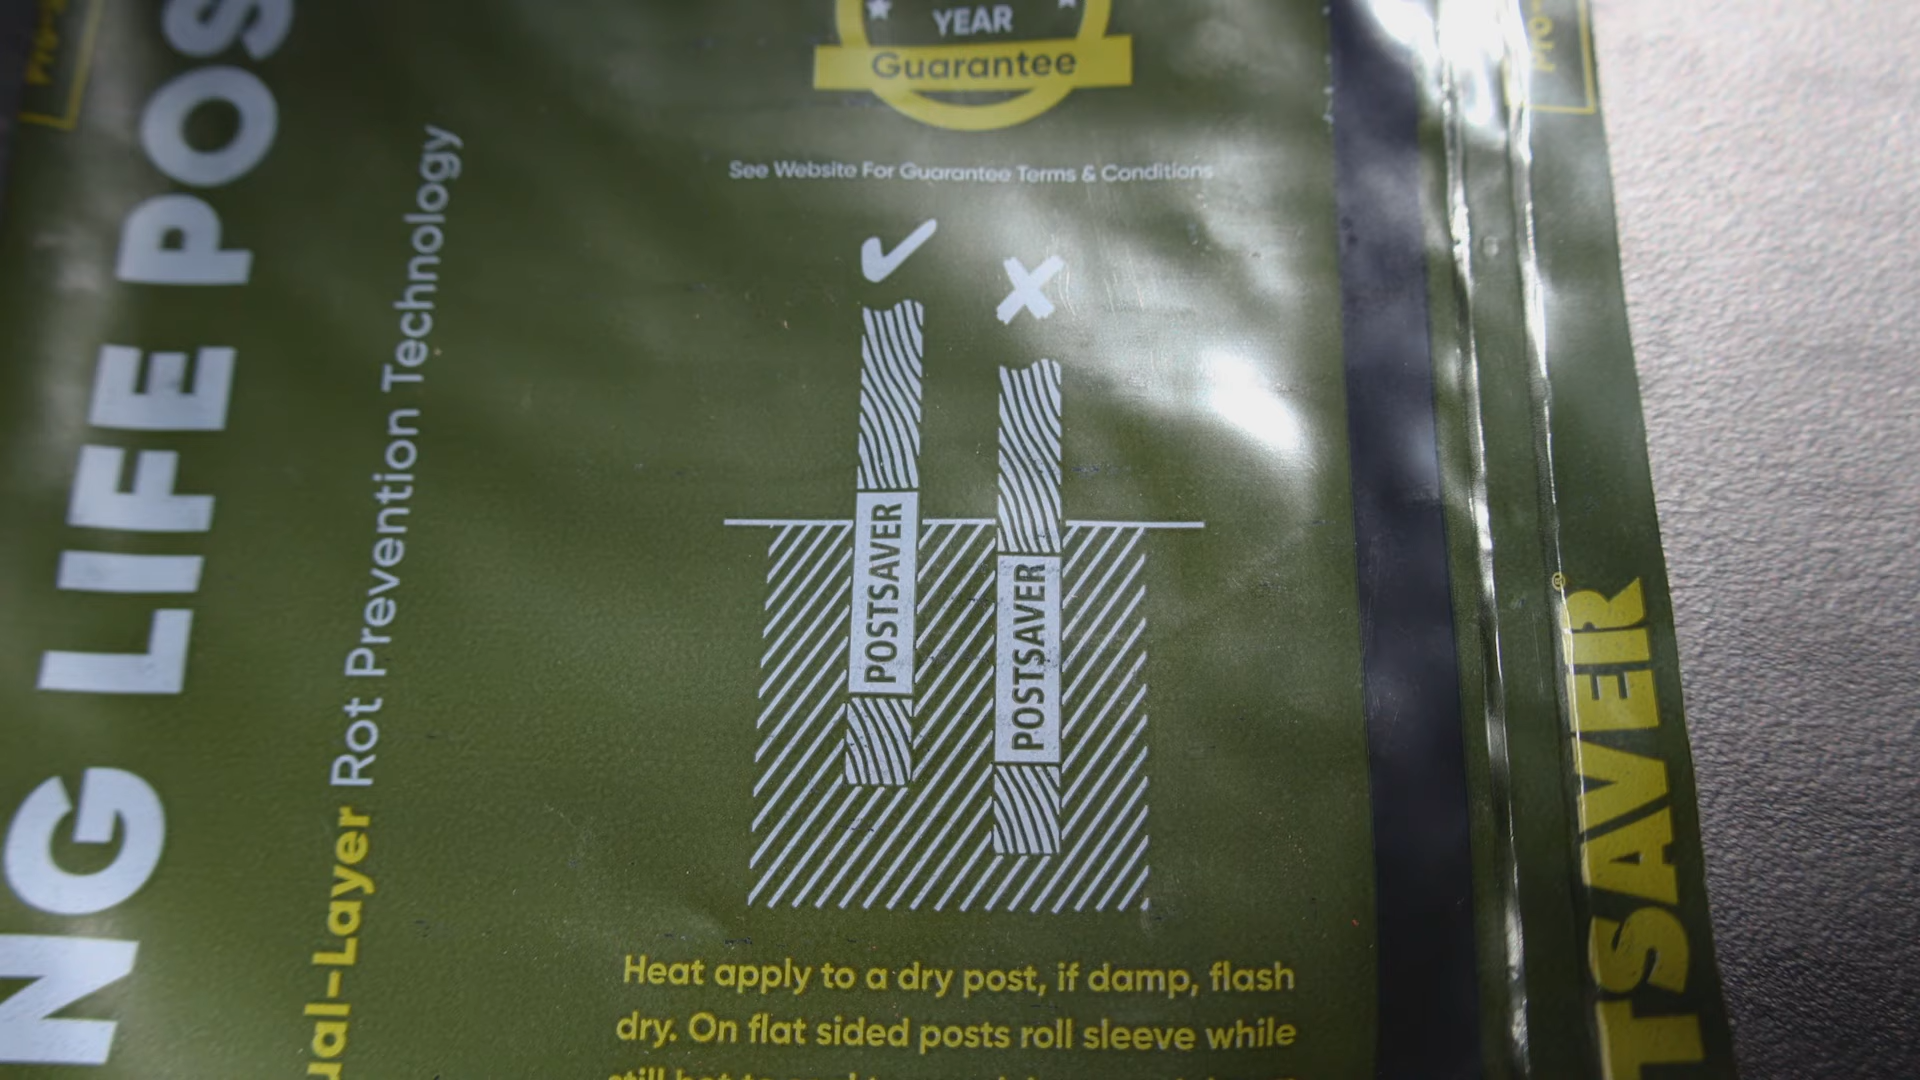 YEAR
Guarantee
See Website For Guarantee Terms & Conditions
POSTSAVER
POSTSAVER
Heat apply to a dry post, if damp, flash
dry. On flat sided posts roll sleeve while
NG LIFE POS
ual-Layer Rot Prevention Technology
TSAVER®